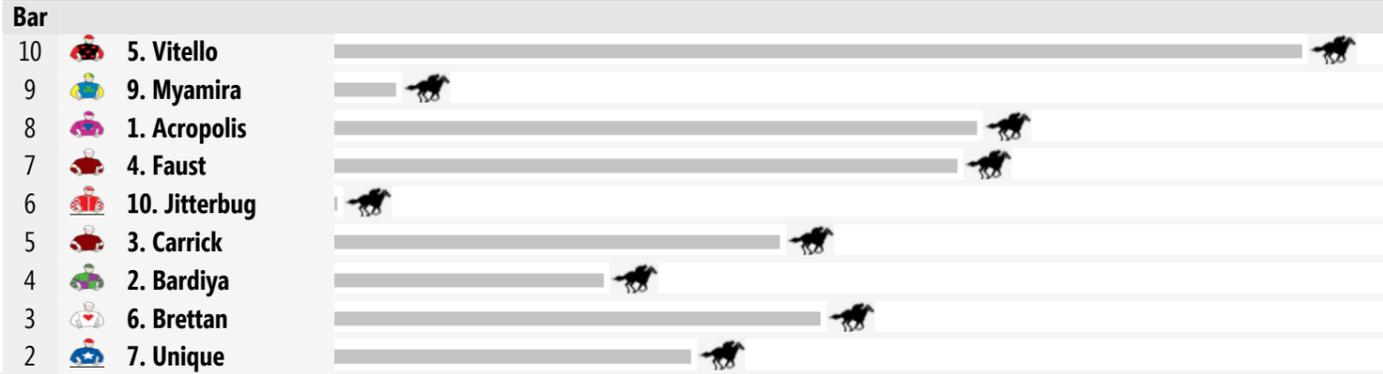 Bar
10 5. Vitello
9 9. Myamira
8 1. Acropolis
7 4. Faust
6 10. Jitterbug
5 3. Carrick
4 2. Bardiya
3 6. Brettan
2 7. Unique